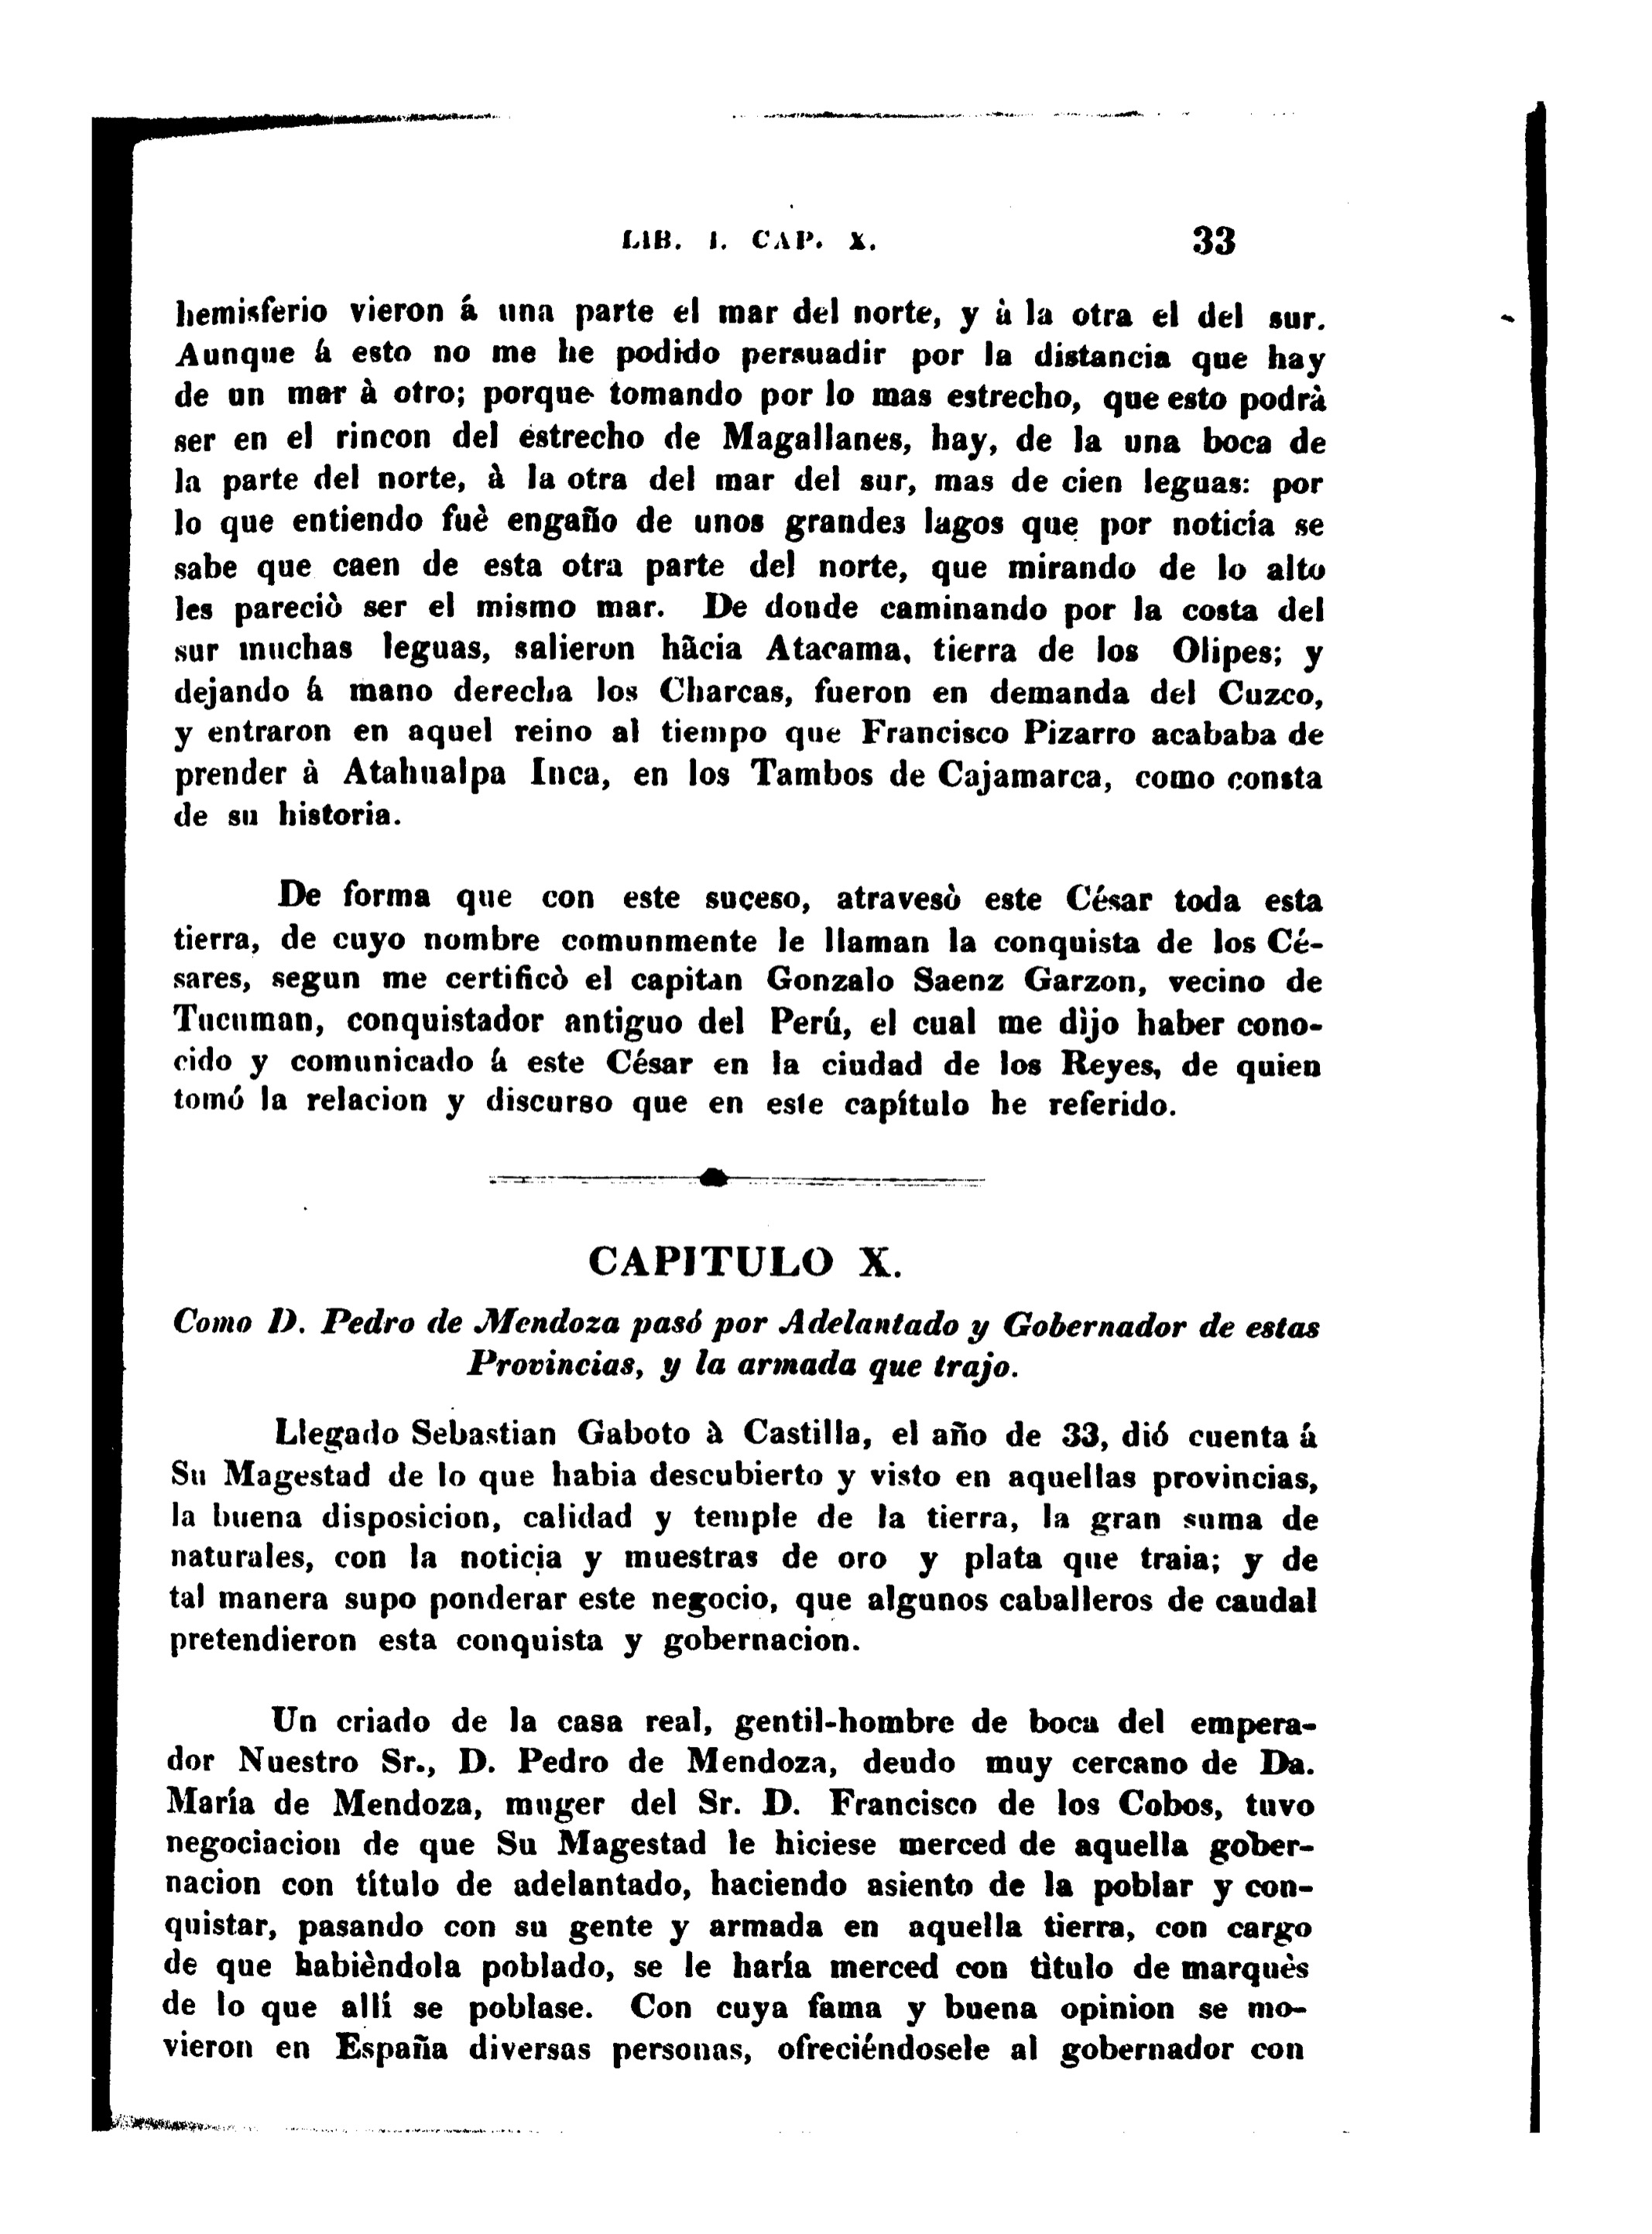 LIB. I. CAP. X. 33
hemisferio vieron á una parte el mar del norte, y à la otra el del sur.
Aunque á esto no me he podido persuadir por la distancia que hay
de un mar à otro; porque tomando por lo mas estrecho, que esto podrà
ser en el rincon del estrecho de Magallanes, hay, de la una boca de
la parte del norte, à la otra del mar del sur, mas de cien leguas: por
lo que entiendo fuè engaño de unos grandes lagos que por noticia se
sabe que caen de esta otra parte del norte, que mirando de lo alto
les pareciò ser el mismo mar. De donde caminando por la costa del
sur muchas leguas, salieron hãcia Atacama, tierra de los Olipes; y
dejando á mano derecha los Charcas, fueron en demanda del Cuzco,
y entraron en aquel reino al tiempo que Francisco Pizarro acababa de
prender à Atahualpa Inca, en los Tambos de Cajamarca, como consta
de su historia.
De forma que con este suceso, atravesò este César toda esta
tierra, de cuyo nombre comunmente le llaman la conquista de los Cé-
sares, segun me certificò el capitan Gonzalo Saenz Garzon, vecino de
Tucuman, conquistador antiguo del Perú, el cual me dijo haber cono-
cido y comunicado á este César en la ciudad de los Reyes, de quien
tomó la relacion y discurso que en este capítulo he referido.
CAPITULO X.
Como D. Pedro de Mendoza pasó por Adelantado y Gobernador de estas
Provincias, y la armada que trajo.
Llegado Sebastian Gaboto à Castilla, el año de 33, dió cuenta á
Su Magestad de lo que habia descubierto y visto en aquellas provincias,
la buena disposicion, calidad y temple de la tierra, la gran suma de
naturales, con la noticia y muestras de oro y plata que traia; y de
tal manera supo ponderar este negocio, que algunos caballeros de caudal
pretendieron esta conquista y gobernacion.
Un criado de la casa real, gentil-hombre de boca del empera-
dor Nuestro Sr., D. Pedro de Mendoza, deudo muy cercano de Da.
María de Mendoza, muger del Sr. D. Francisco de los Cobos, tuvo
negociacion de que Su Magestad le hiciese merced de aquella gober-
nacion con título de adelantado, haciendo asiento de la poblar y con-
quistar, pasando con su gente y armada en aquella tierra, con cargo
de que habièndola poblado, se le haría merced con tìtulo de marquès
de lo que allí se poblase. Con cuya fama y buena opinion se mo-
vieron en España diversas personas, ofreciéndosele al gobernador con